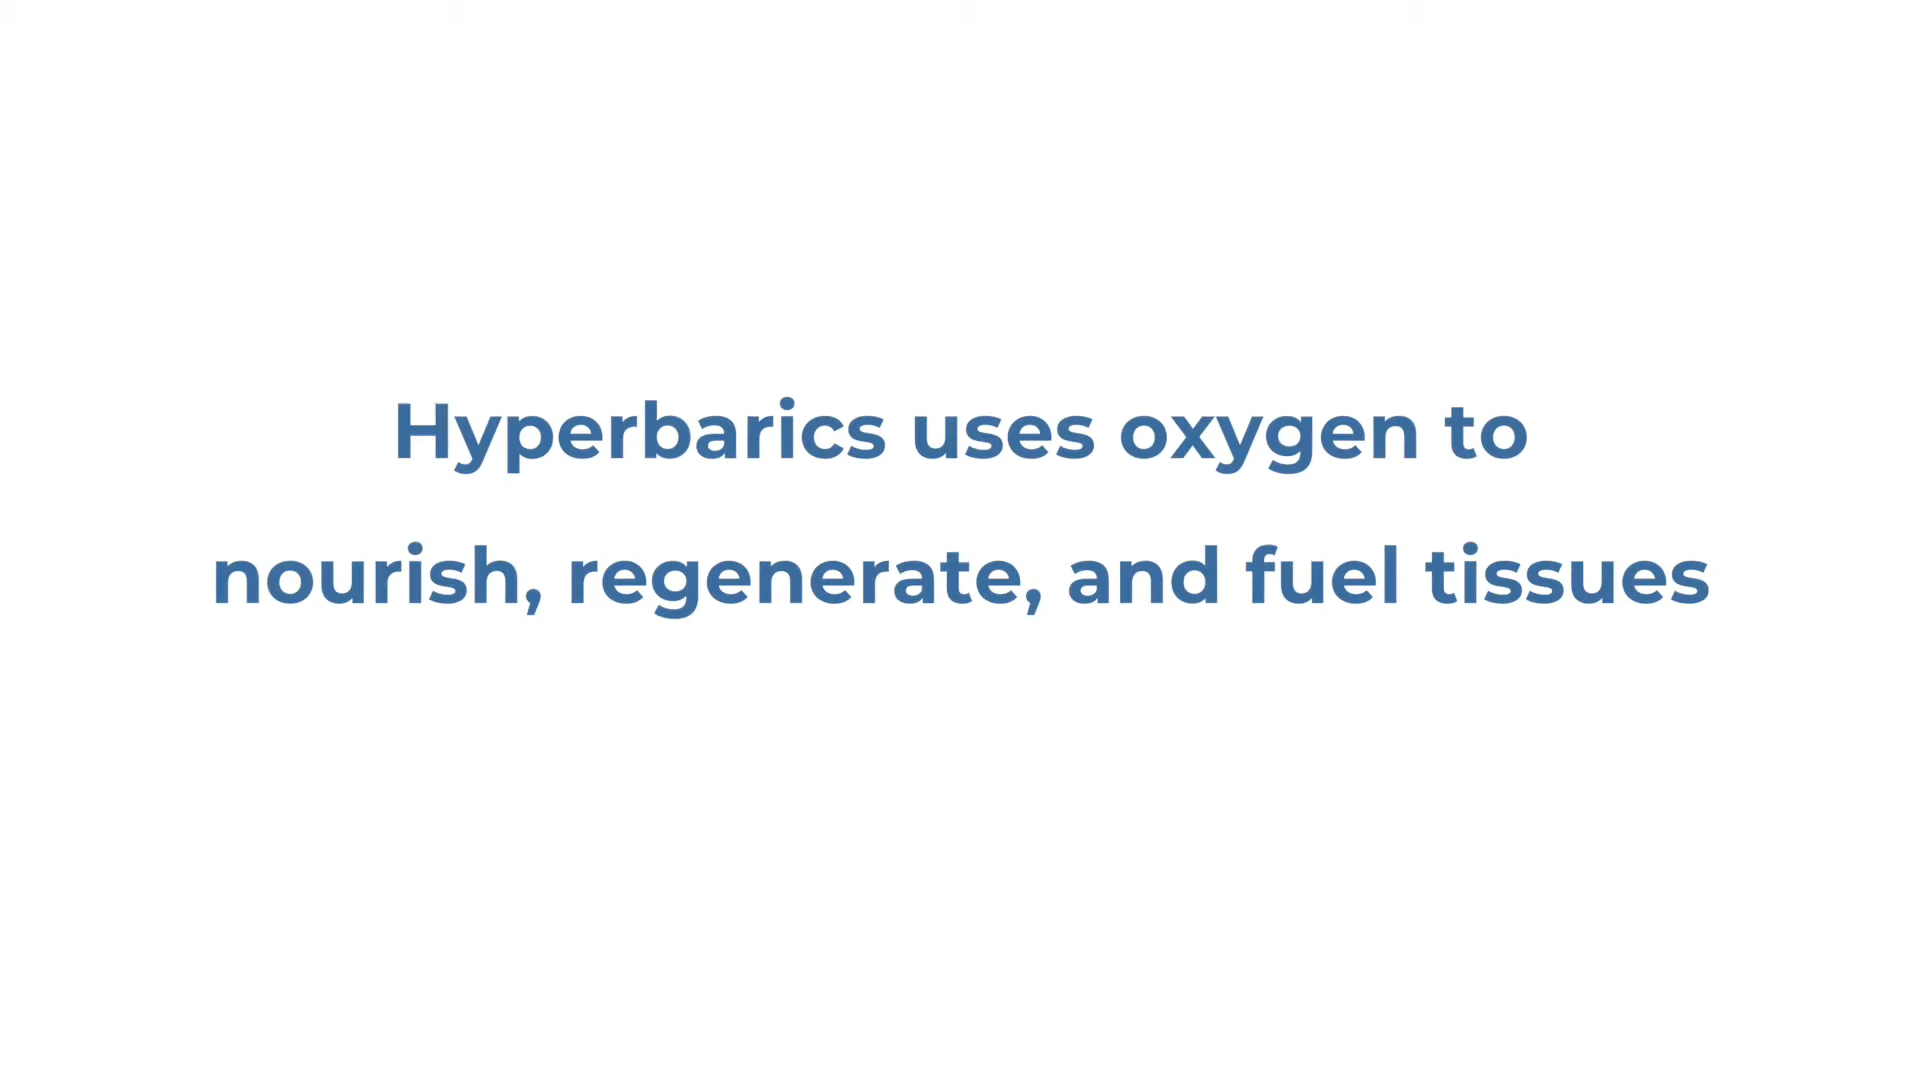 Hyperbarics uses oxygen to
nourish, regenerate, and fuel tissues